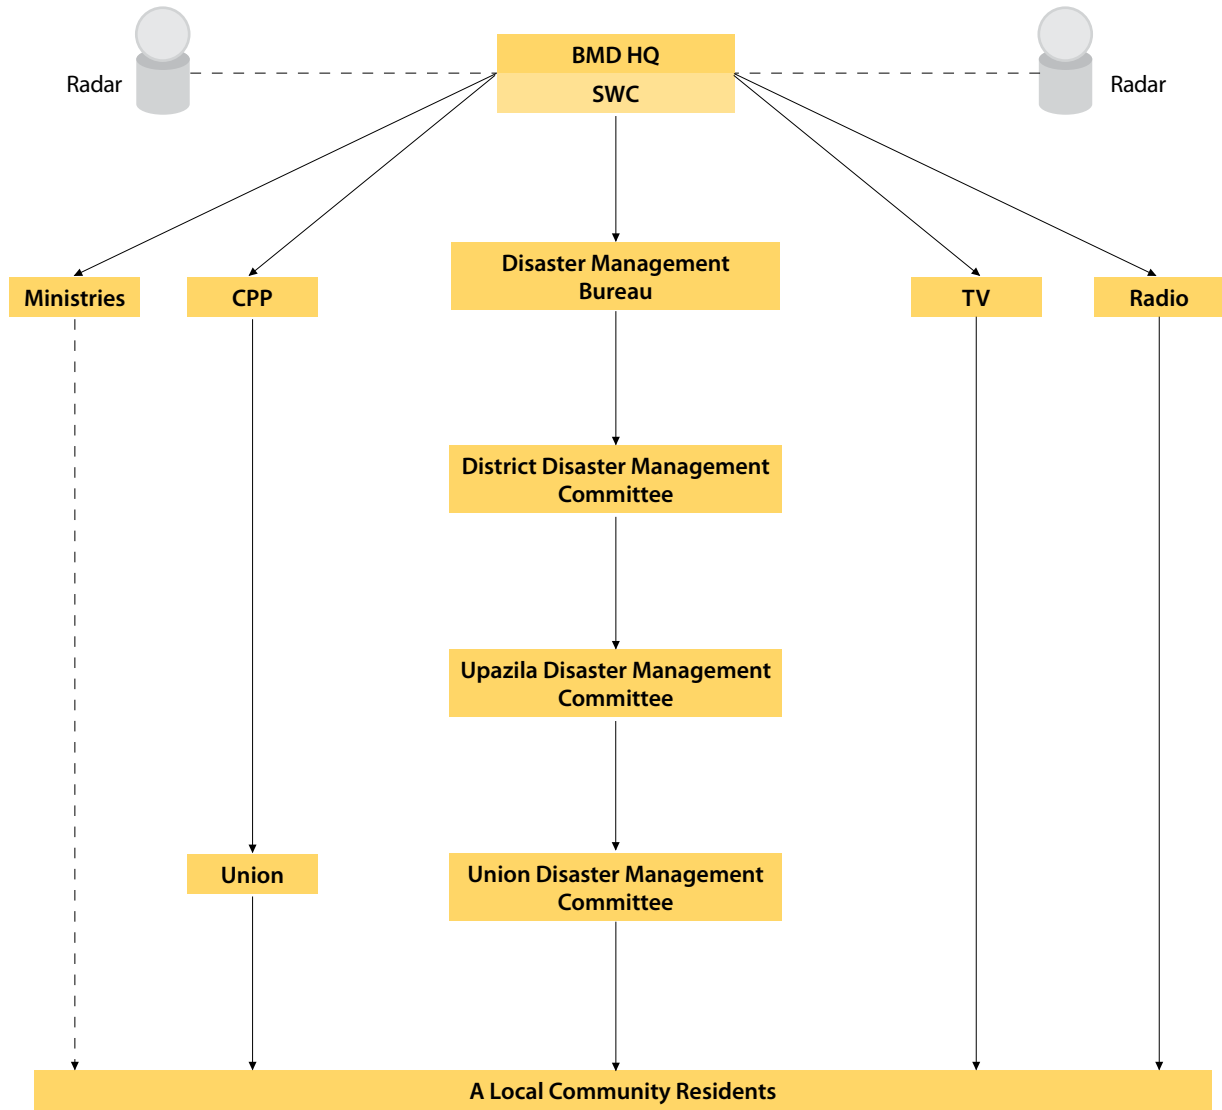 BMD HQ
Radar
SWC
Radar
Disaster Management
Bureau
Ministries
CPP
TV
Radio
District Disaster Management
Committee
Upazila Disaster Management
Committee
Union
Union Disaster Management
Committee
A Local Community Residents